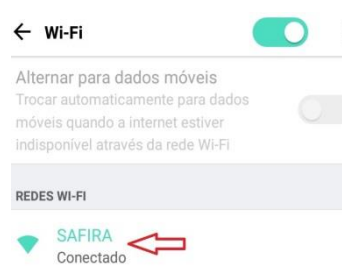 Wi-Fi
Alternar para dados móveis
Trocar automaticamente para dados
móveis quando a internet estiver
indisponível através da rede Wi-Fi
REDES WI-FI
SAFIRA
Conectado